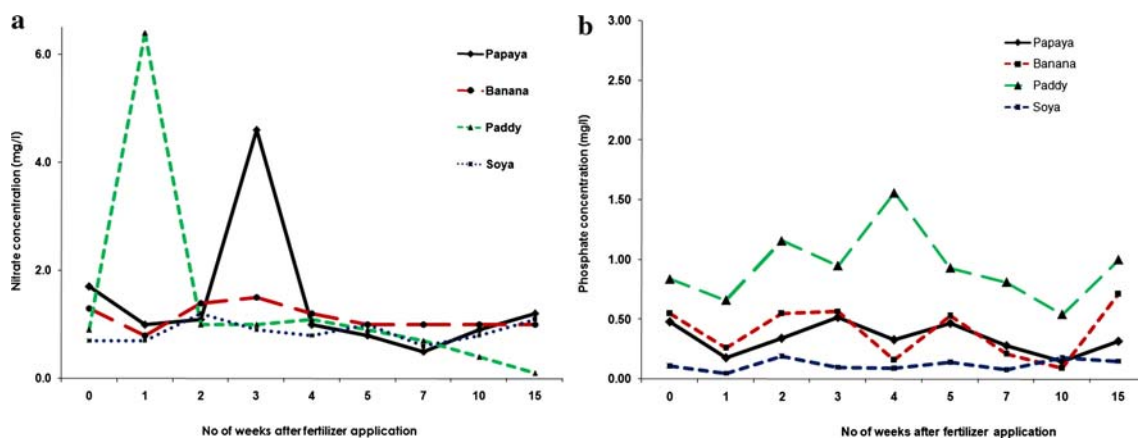 a
Nitrate concentration (mg/l)
6.0
4.0
2.0
0.0
0 1 2 3 4 5 7 10 15
No of weeks after fertilizer application
Papaya
Banana
Paddy
Soya
b
Phosphate concentration (mg/l)
3.00
2.50
2.00
1.50
1.00
0.50
0.00
0 1 2 3 4 5 7 10 15
No of weeks after fertilizer application
Papaya
Banana
Paddy
Soya